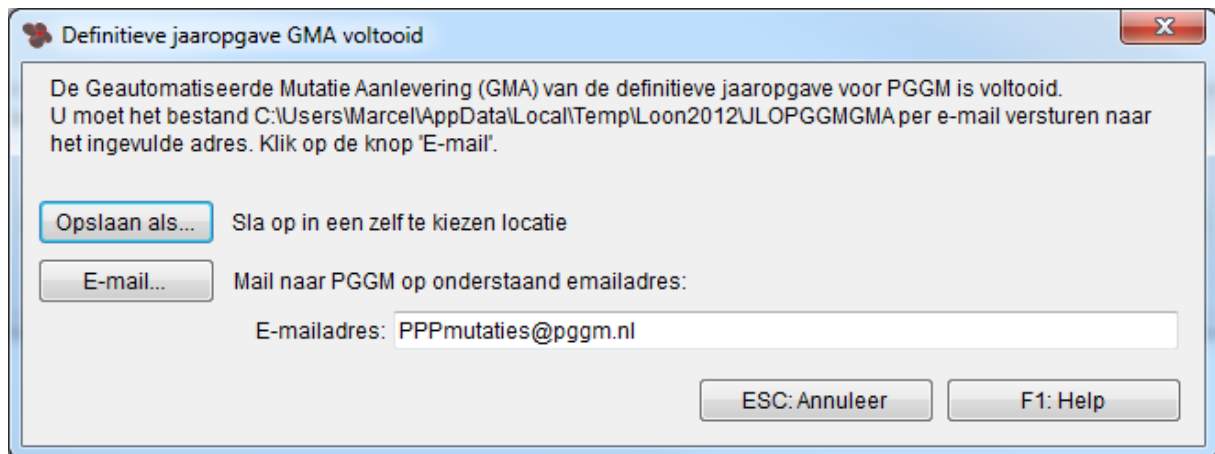 Definitieve jaaropgave GMA voltooid
De Geautomatiseerde Mutatie Aanlevering (GMA) van de definitieve jaaropgave voor PGGM is voltooid.
U moet het bestand C:\Users\Marcel\AppData\Local\Temp\Loon2012\JLOPGGMGMA per e-mail versturen naar
het ingevulde adres. Klik op de knop 'E-mail'.
Opslaan als... Sla op in een zelf te kiezen locatie
E-mail... Mail naar PGGM op onderstaand emailadres:
E-mailadres: PPPmutaties@pggm.nl
ESC: Annuleer F1: Help